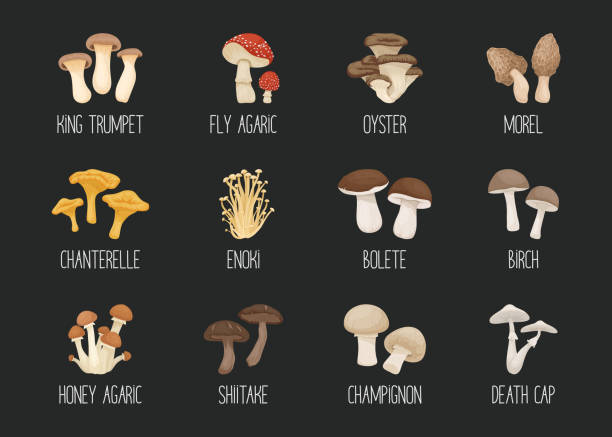 KING TRUMPET
FLY AGARIC
OYSTER
MOREL
CHANTERELLE
ENOKI
BOLETE
BIRCH
HONEY AGARIC
SHIITAKE
CHAMPIGNON
DEATH CAP